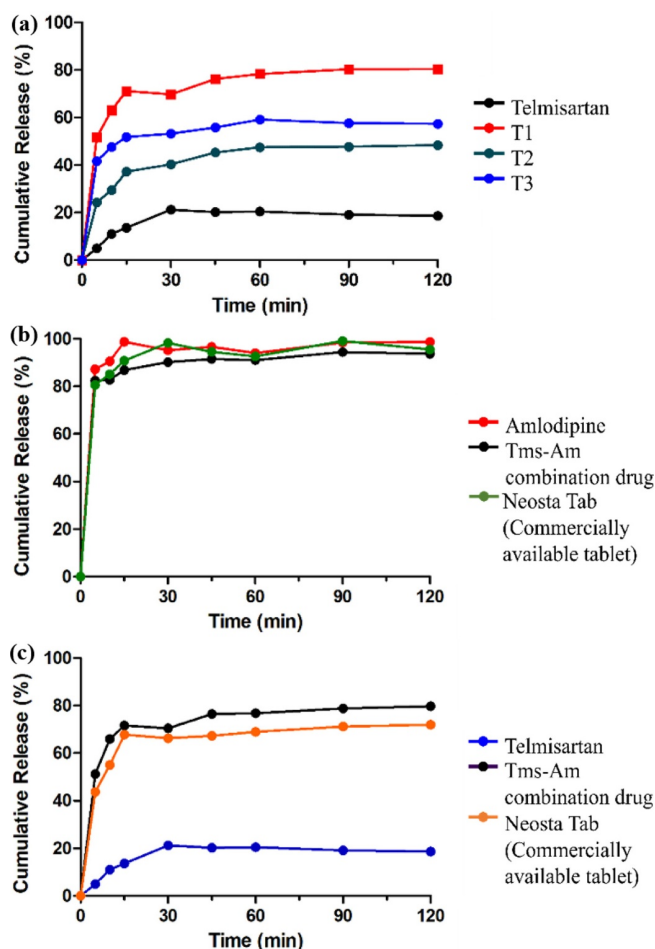 (a)
100
80
60
40
20
0
Cumulative Release (%)
0 30 60 90 120
Time (min)
Telmisartan
T1
T2
T3
(b)
100
80
60
40
20
0
Cumulative Release (%)
0 30 60 90 120
Time (min)
Amlodipine
Tms-Am
combination drug
Neosta Tab
(Commercially
available tablet)
(c)
100
80
60
40
20
0
Cumulative Release (%)
0 30 60 90 120
Time (min)
Telmisartan
Tms-Am
combination drug
Neosta Tab
(Commercially
available tablet)